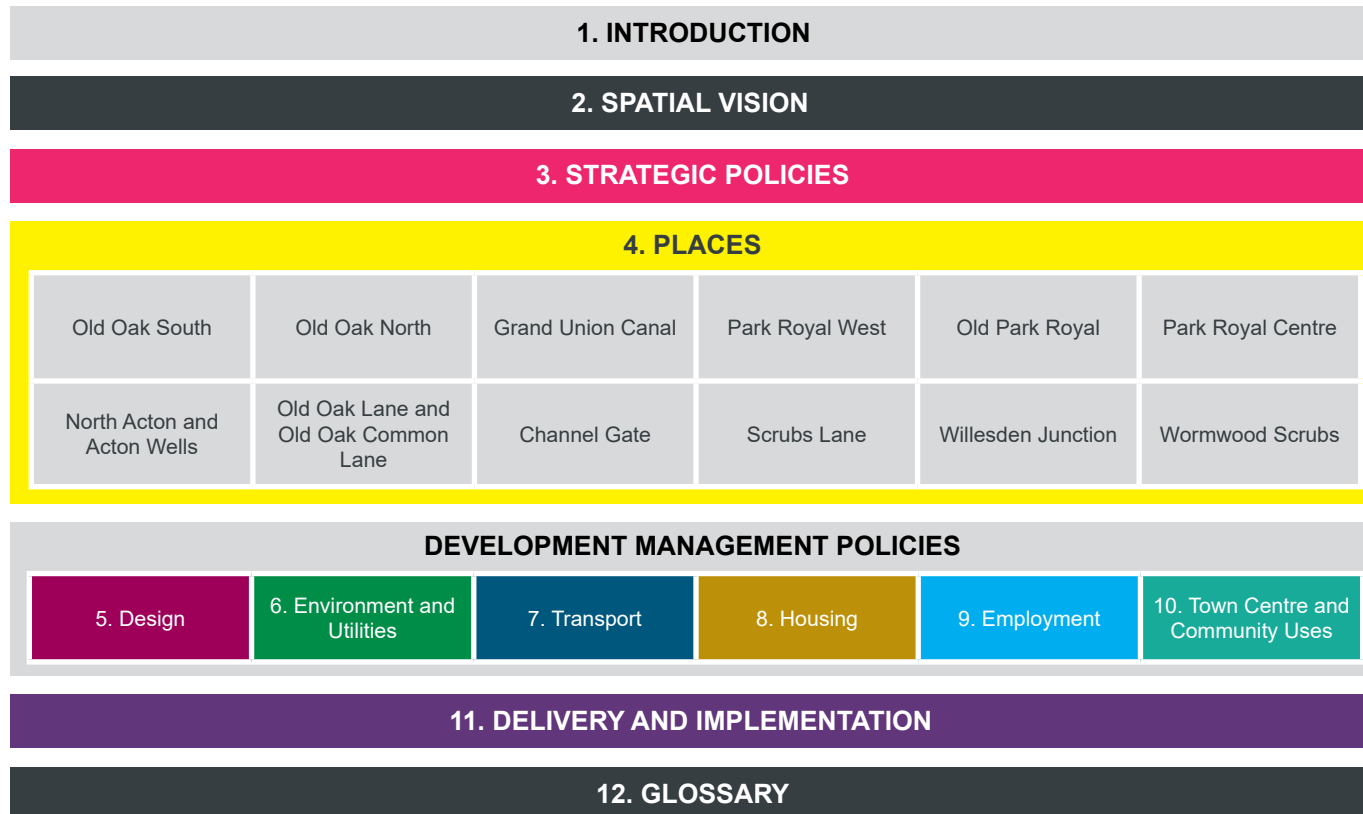 1. INTRODUCTION
2. SPATIAL VISION
3. STRATEGIC POLICIES
4. PLACES
Old Oak South
Old Oak North
Grand Union Canal
Park Royal West
Old Park Royal
Park Royal Centre
North Acton and
Acton Wells
Old Oak Lane and
Old Oak Common
Lane
Channel Gate
Scrubs Lane
Willesden Junction
Wormwood Scrubs
DEVELOPMENT MANAGEMENT POLICIES
5. Design
6. Environment and
Utilities
7. Transport
8. Housing
9. Employment
10. Town Centre and
Community Uses
11. DELIVERY AND IMPLEMENTATION
12. GLOSSARY